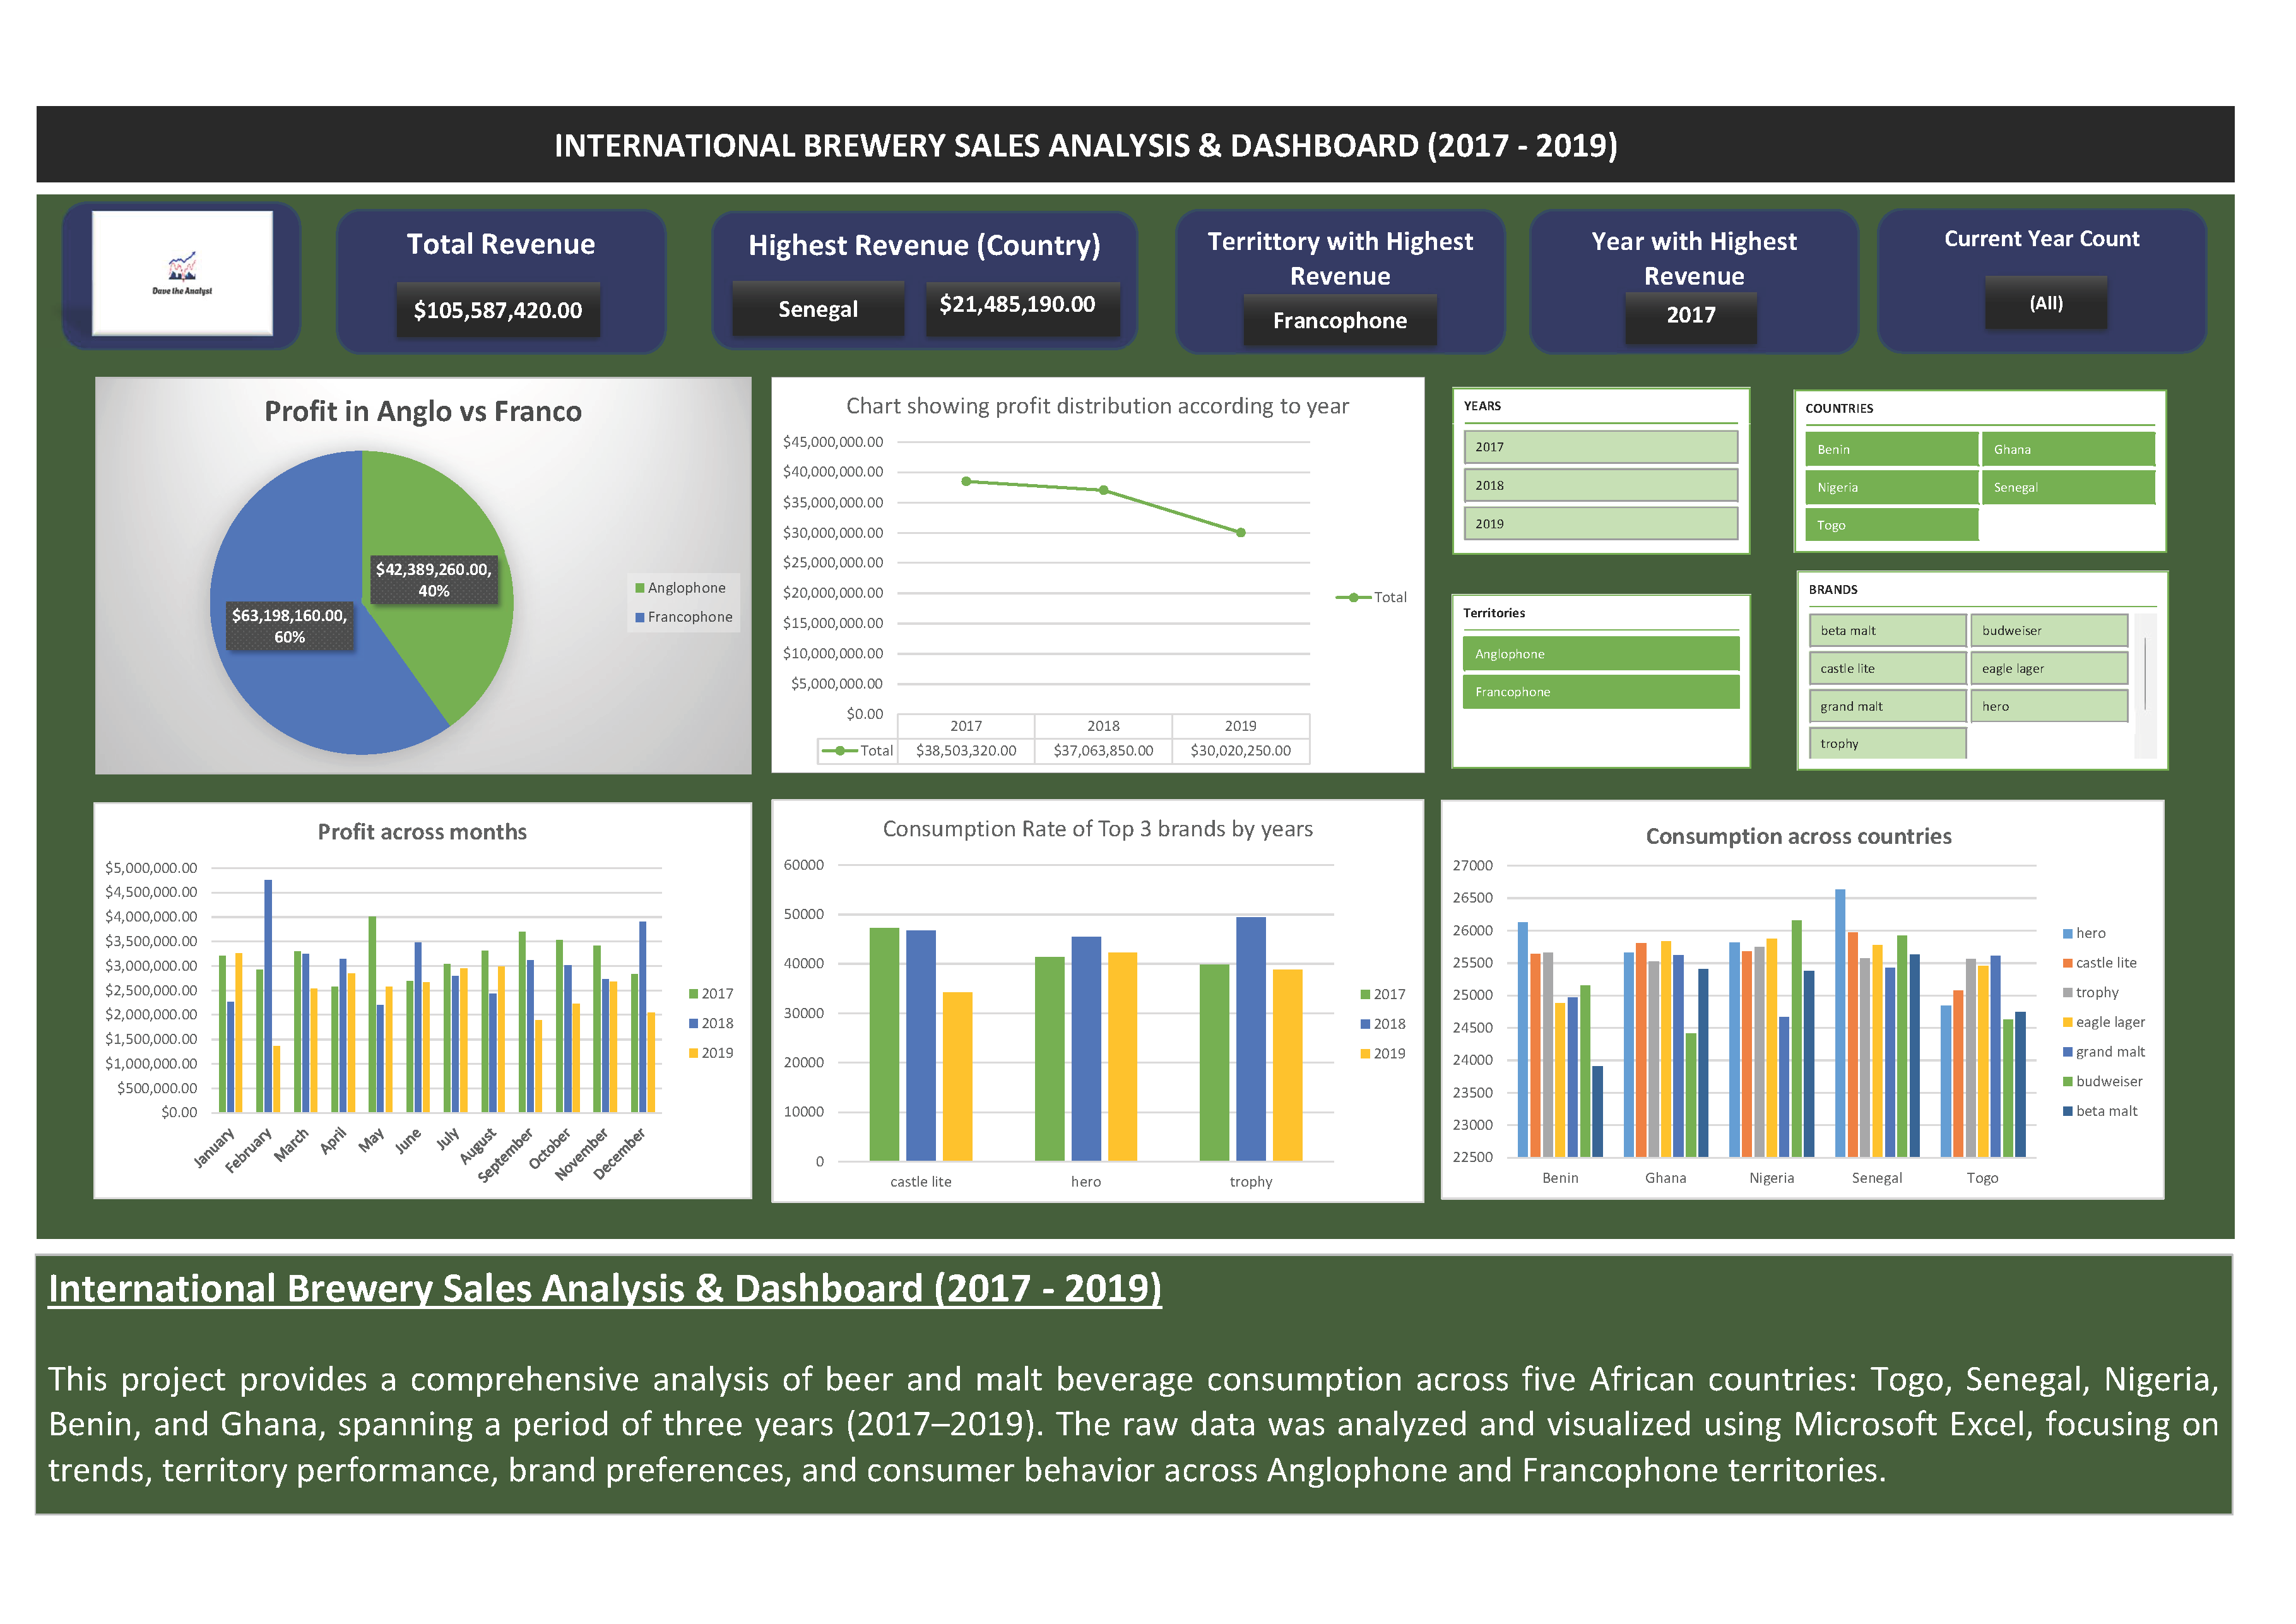 INTERNATIONAL BREWERY SALES ANALYSIS & DASHBOARD (2017 - 2019)
Dave the Analyst
Total Revenue
$105,587,420.00
Highest Revenue (Country)
Senegal
$21,485,190.00
Territtory with Highest
Revenue
Francophone
Year with Highest
Revenue
2017
Current Year Count
(All)
Profit in Anglo vs Franco
$42,389,260.00,
40%
$63,198,160.00,
60%
Anglophone
Francophone
Chart showing profit distribution according to year
$45,000,000.00
$40,000,000.00
$35,000,000.00
$30,000,000.00
$25,000,000.00
$20,000,000.00
$15,000,000.00
$10,000,000.00
$5,000,000.00
$0.00
2017 2018 2019
Total $38,503,320.00 $37,063,850.00 $30,020,250.00
Total
YEARS
2017
2018
2019
COUNTRIES
Benin Ghana
Nigeria Senegal
Togo
Territories
Anglophone
Francophone
BRANDS
beta malt budweiser
castle lite eagle lager
grand malt hero
trophy
Profit across months
$5,000,000.00
$4,500,000.00
$4,000,000.00
$3,500,000.00
$3,000,000.00
$2,500,000.00
$2,000,000.00
$1,500,000.00
$1,000,000.00
$500,000.00
$0.00
January February March April May June July August September October November December
2017
2018
2019
Consumption Rate of Top 3 brands by years
60000
50000
40000
30000
20000
10000
0
castle lite hero trophy
2017
2018
2019
Consumption across countries
27000
26500
26000
25500
25000
24500
24000
23500
23000
22500
Benin Ghana Nigeria Senegal Togo
hero
castle lite
trophy
eagle lager
grand malt
budweiser
beta malt
International Brewery Sales Analysis & Dashboard (2017 - 2019)
This project provides a comprehensive analysis of beer and malt beverage consumption across five African countries: Togo, Senegal, Nigeria,
Benin, and Ghana, spanning a period of three years (2017–2019). The raw data was analyzed and visualized using Microsoft Excel, focusing on
trends, territory performance, brand preferences, and consumer behavior across Anglophone and Francophone territories.